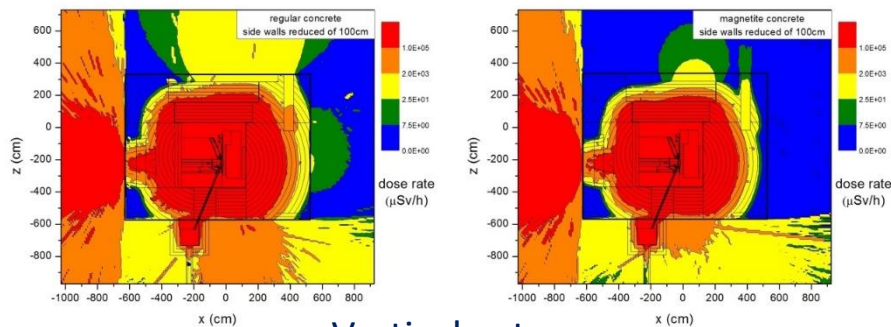 regular concrete
side walls reduced of 100cm
600
400
200
0
-200
-400
-600
-800
z (cm)
-1000 -800 -600 -400 -200 0 200 400 600 800
x (cm)
1.0E+05
2.0E+03
2.5E+01
7.5E+00
0.0E+00
dose rate
(μSv/h)
magnetite concrete
side walls reduced of 100cm
600
400
200
0
-200
-400
-600
-800
z (cm)
-1000 -800 -600 -400 -200 0 200 400 600 800
x (cm)
1.0E+05
2.0E+03
2.5E+01
7.5E+00
0.0E+00
dose rate
(μSv/h)